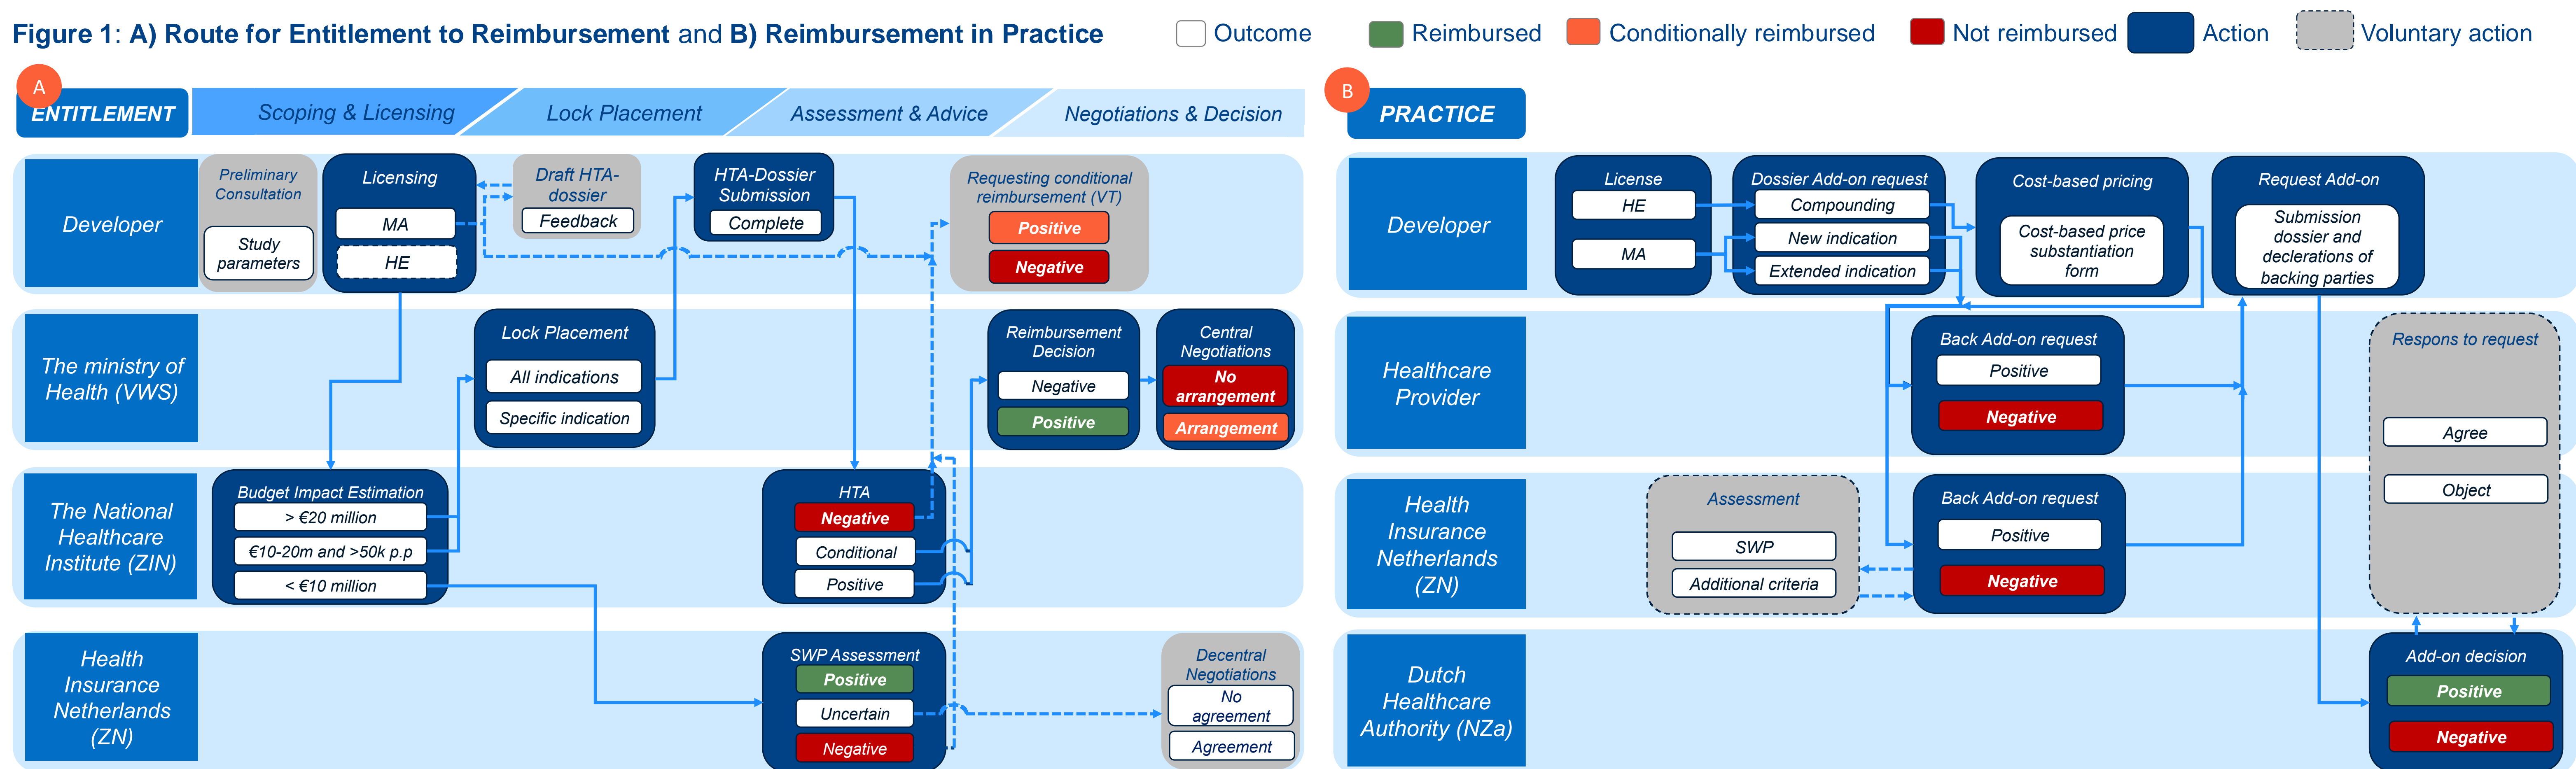 Figure 1: A) Route for Entitlement to Reimbursement and B) Reimbursement in Practice
Outcome
Reimbursed
Conditionally reimbursed
Not reimbursed
Action
Voluntary action
A
ENTITLEMENT
Scoping & Licensing
Lock Placement
Assessment & Advice
Negotiations & Decision
Developer
Preliminary
Consultation
Study
parameters
Licensing
MA
HE
Draft HTA-
dossier
Feedback
HTA-Dossier
Submission
Complete
Requesting conditional
reimbursement (VT)
Positive
Negative
The ministry of
Health (VWS)
Lock Placement
All indications
Specific indication
Reimbursement
Decision
Negative
Positive
Central
Negotiations
No
arrangement
Arrangement
The National
Healthcare
Institute (ZIN)
Budget Impact Estimation
> €20 million
€10-20m and >50k p.p
< €10 million
HTA
Negative
Conditional
Positive
Health
Insurance
Netherlands
(ZN)
SWP Assessment
Positive
Uncertain
Negative
Decentral
Negotiations
No
agreement
Agreement
B
PRACTICE
Developer
License
HE
MA
Dossier Add-on request
Compounding
New indication
Extended indication
Cost-based pricing
Cost-based price
substantiation
form
Request Add-on
Submission
dossier and
declerations of
backing parties
Healthcare
Provider
Back Add-on request
Positive
Negative
Respons to request
Agree
Object
Health
Insurance
Netherlands
(ZN)
Assessment
SWP
Additional criteria
Back Add-on request
Positive
Negative
Dutch
Healthcare
Authority (NZa)
Add-on decision
Positive
Negative